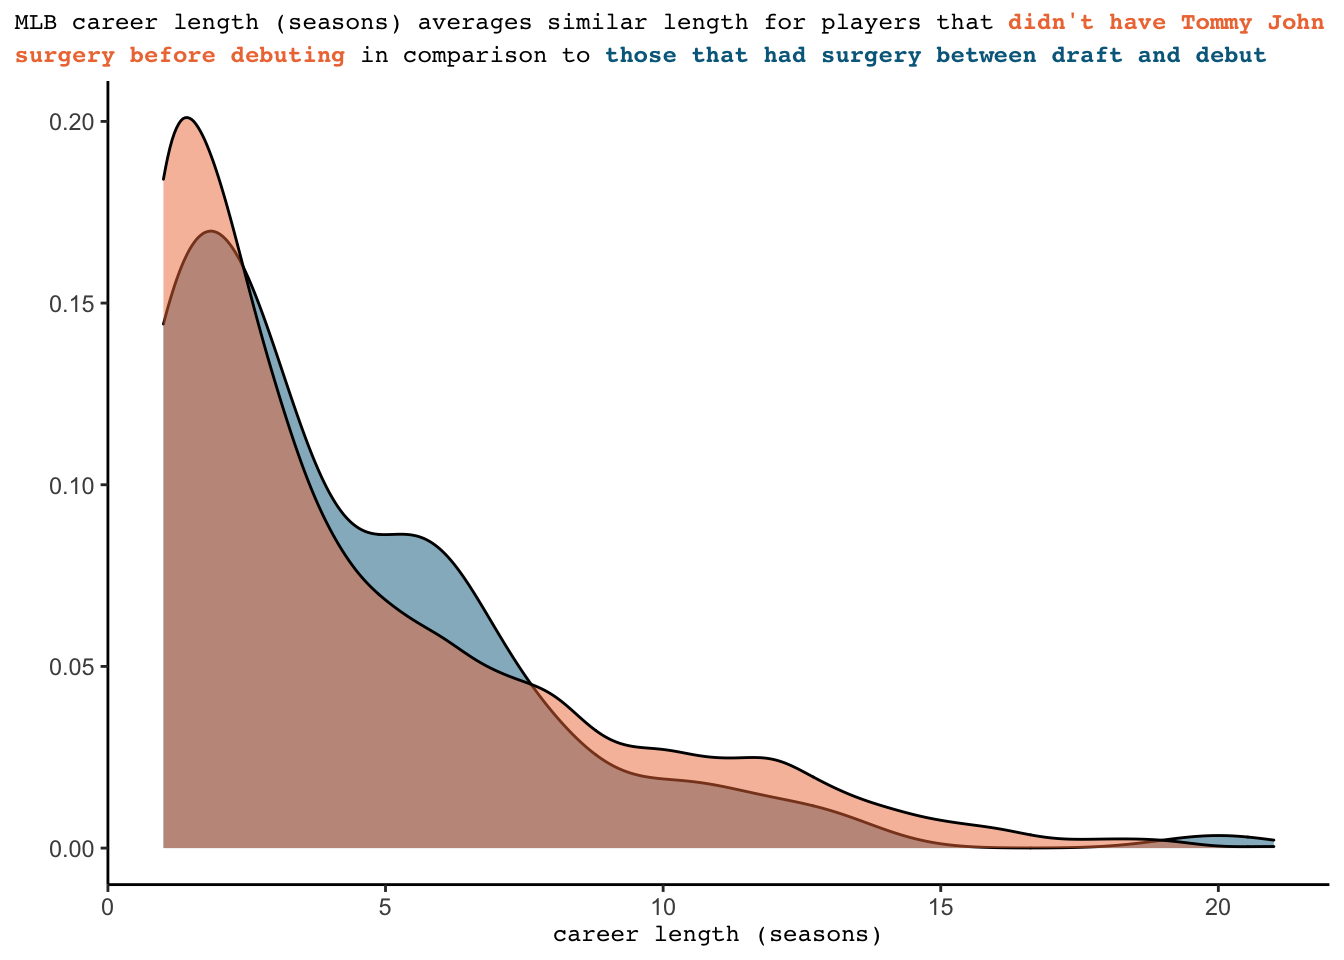 MLB career length (seasons) averages similar length for players that didn't have Tommy John
surgery before debuting in comparison to those that had surgery between draft and debut
0.20
0.15
0.10
0.05
0.00
0 5 10 15 20
career length (seasons)